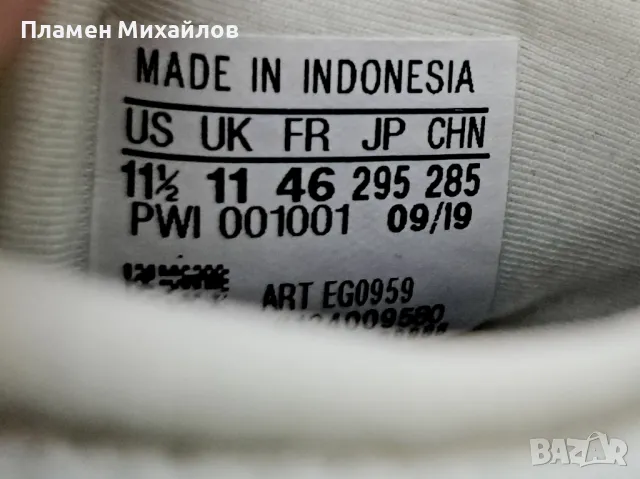 Пламен Михайлов
MADE IN INDONESIA
US UK FR JP CHN
11½ 11 46 295 285
PWI 001001 09/19
ART EG0959
BAZAR